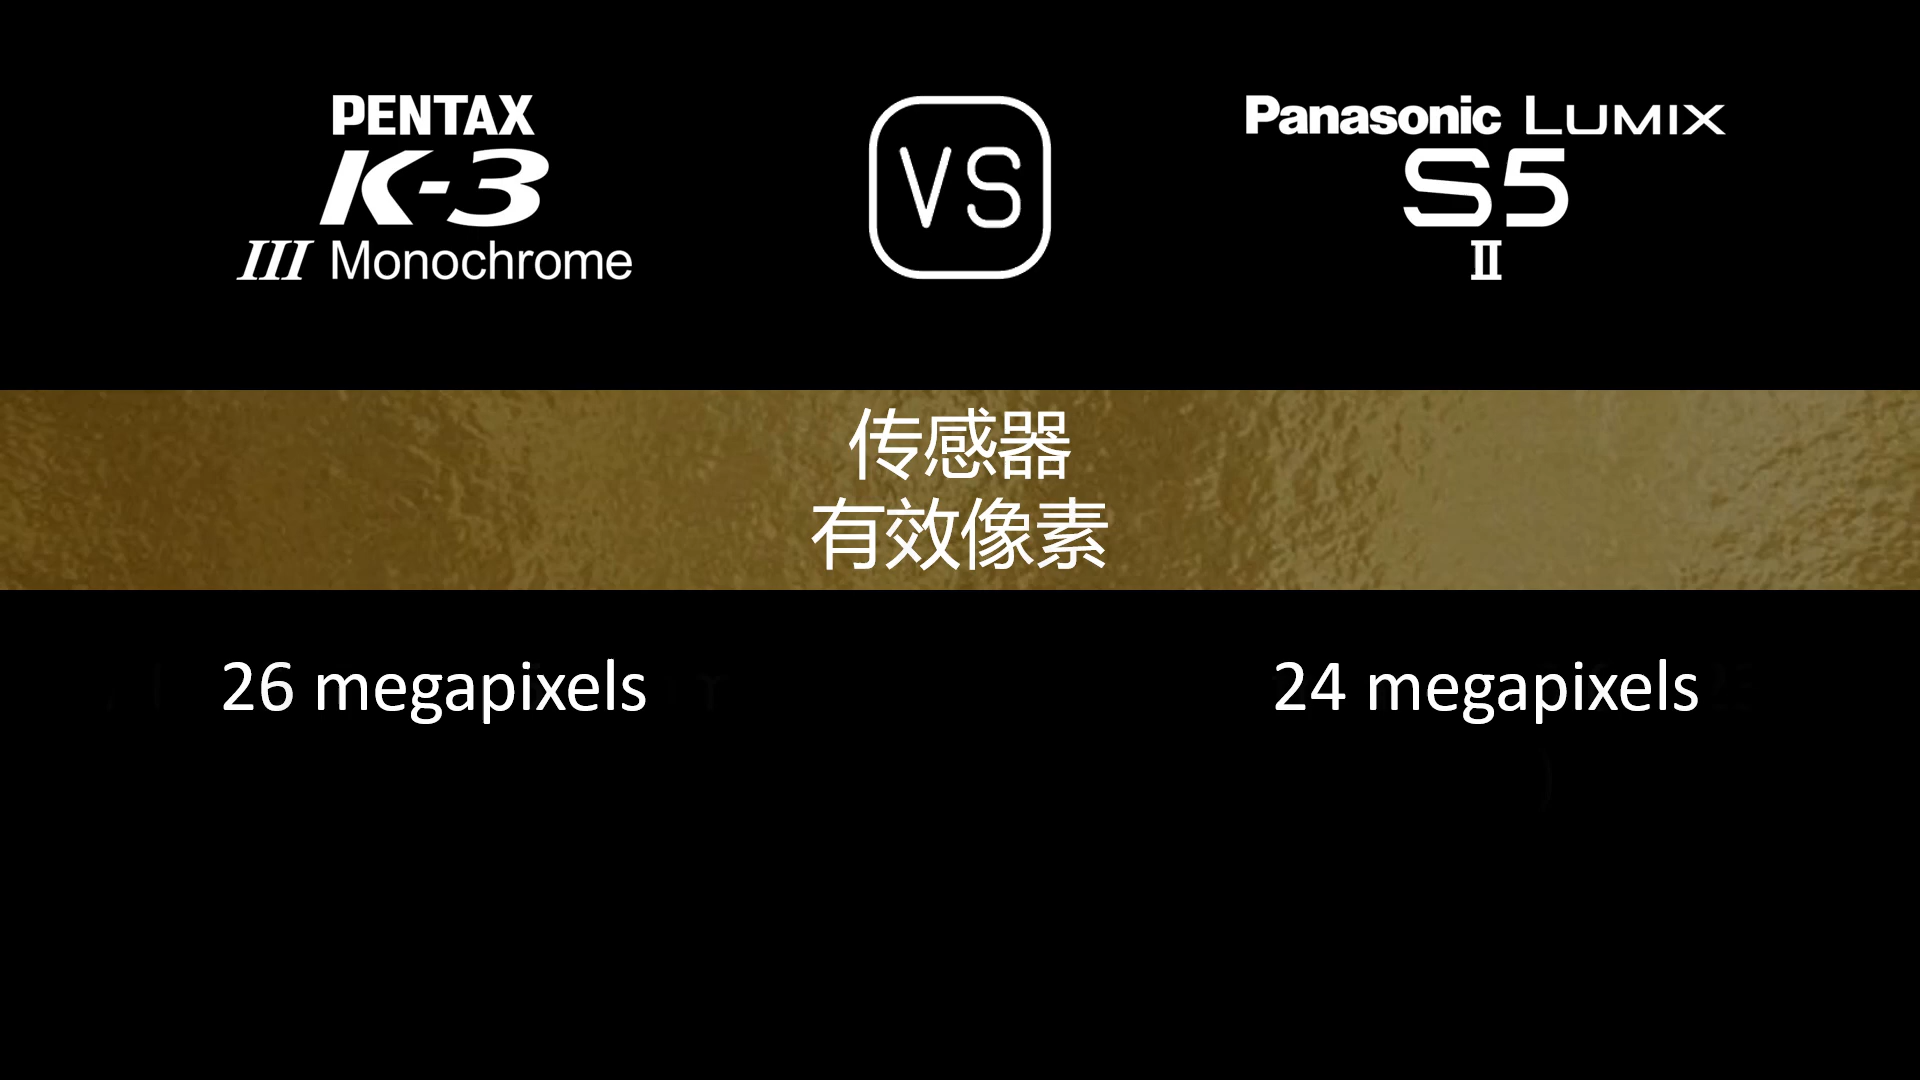 PENTAX
K-3
III Monochrome
VS
Panasonic LUMIX
S5
II
传感器
有效像素
26 megapixels
24 megapixels